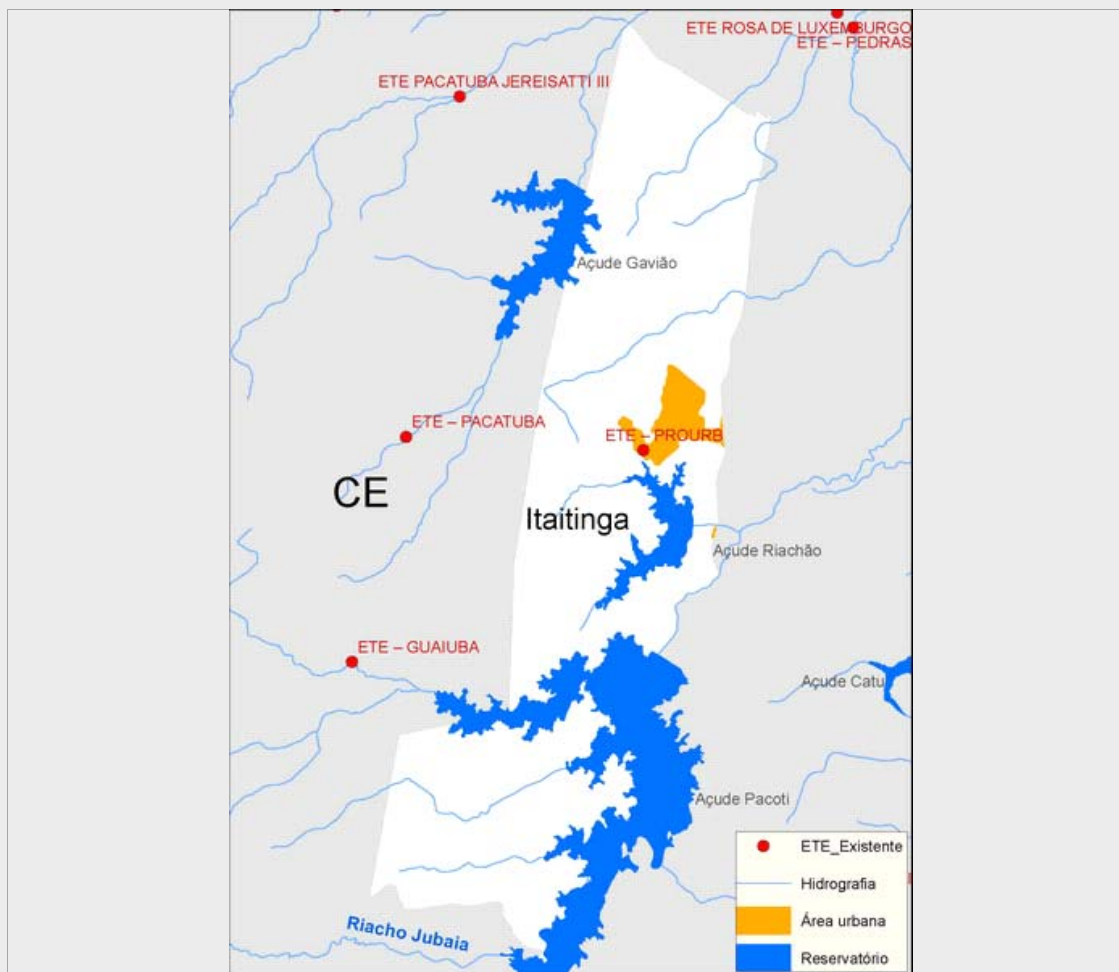 ETE ROSA DE LUXEMBURGO
ETE – PEDRAS
ETE PACATUBA JEREISATTI III
Açude Gavião
ETE – PACATUBA
ETE – PROURB
CE
Itaitinga
Açude Riachão
ETE – GUAIUBA
Açude Catu
Açude Pacoti
ETE_Existente
Hidrografia
Área urbana
Reservatório
Riacho Jubaia